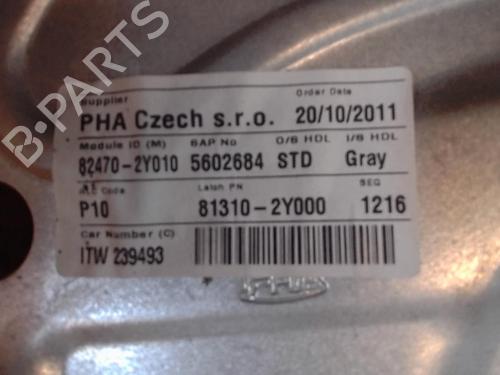 Supplier Order Date
PHA Czech s.r.o. 20/10/2011
Module ID (M) SAP No O/S HDL I/S HDL
82470-2Y010 5602684 STD Gray
Code Latch PN SEQ
P10 81310-2Y000 1216
Car Number (C)
ITW 239493
PHA
B-PARTS